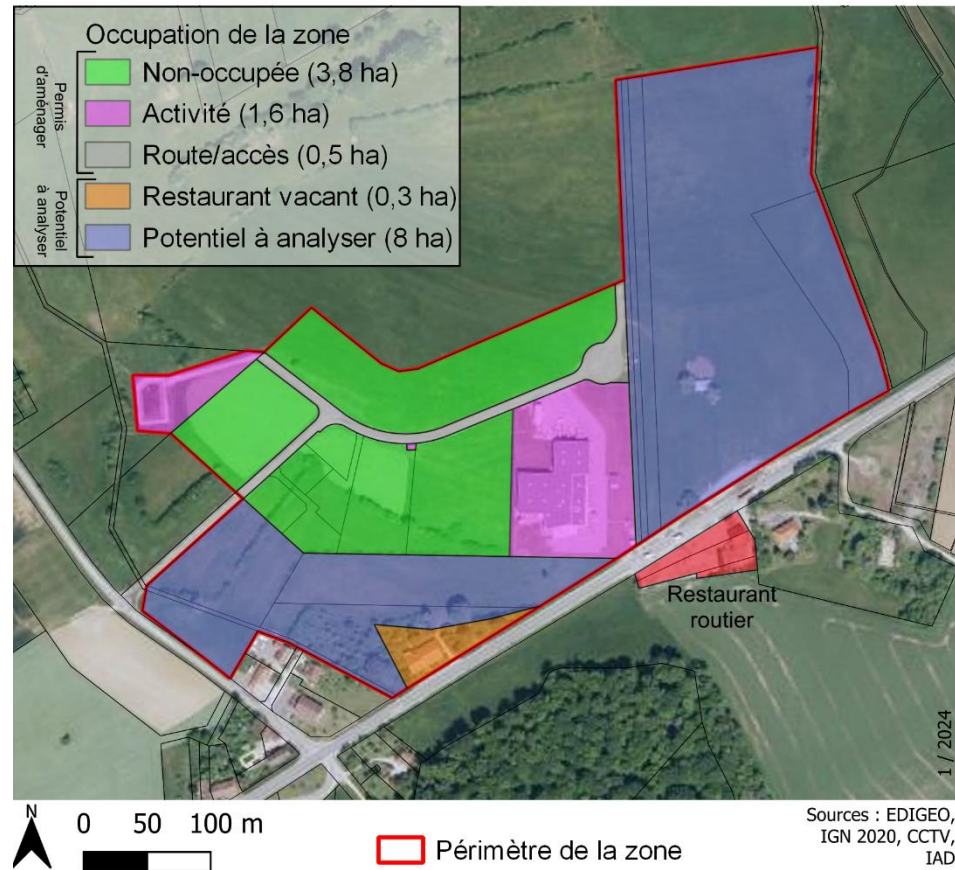 Occupation de la zone
Permis
d'aménager
Non-occupée (3,8 ha)
Activité (1,6 ha)
Route/accès (0,5 ha)
Potentiel
à analyser
Restaurant vacant (0,3 ha)
Potentiel à analyser (8 ha)
Restaurant
routier
1 / 2024
N
0 50 100 m
Périmètre de la zone
Sources : EDIGEO,
IGN 2020, CCTV,
IAD